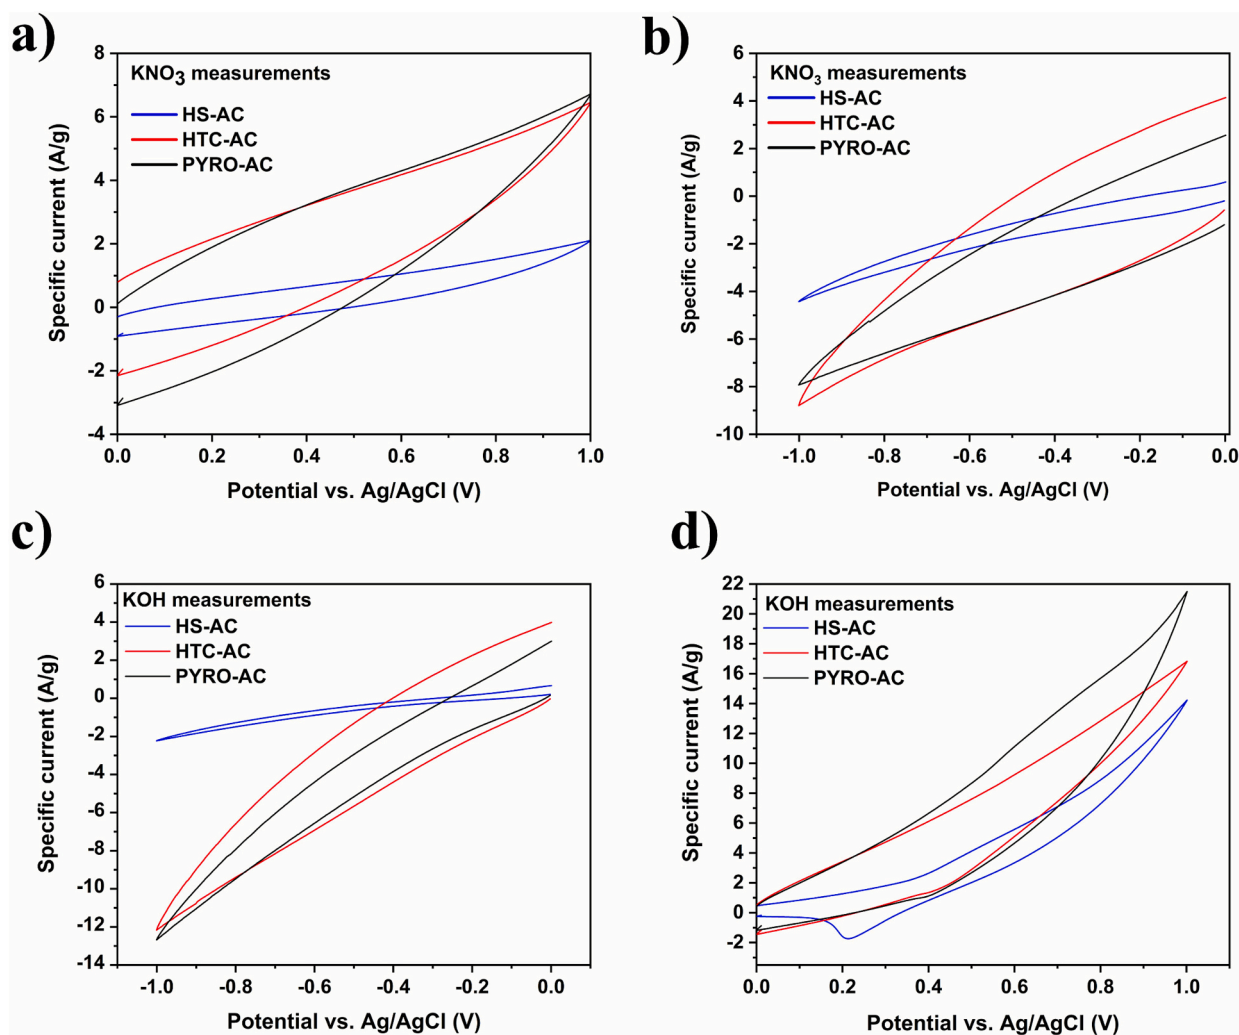 a)
KNO3 measurements
HS-AC
HTC-AC
PYRO-AC
Specific current (A/g)
8
6
4
2
0
-2
-4
0.0 0.2 0.4 0.6 0.8 1.0
Potential vs. Ag/AgCl (V)
b)
KNO3 measurements
HS-AC
HTC-AC
PYRO-AC
Specific current (A/g)
6
4
2
0
-2
-4
-6
-8
-10
-1.0 -0.8 -0.6 -0.4 -0.2 0.0
Potential vs. Ag/AgCl (V)
c)
KOH measurements
HS-AC
HTC-AC
PYRO-AC
Specific current (A/g)
6
4
2
0
-2
-4
-6
-8
-10
-12
-14
-1.0 -0.8 -0.6 -0.4 -0.2 0.0
Potential vs. Ag/AgCl (V)
d)
KOH measurements
HS-AC
HTC-AC
PYRO-AC
Specific current (A/g)
22
20
18
16
14
12
10
8
6
4
2
0
-2
0.0 0.2 0.4 0.6 0.8 1.0
Potential vs. Ag/AgCl (V)